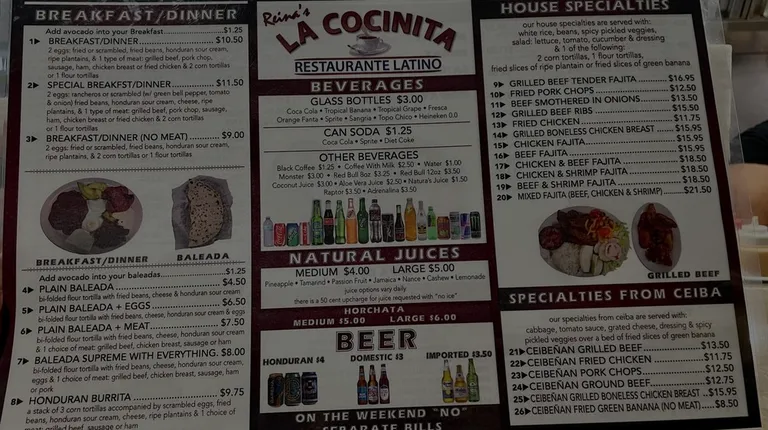 BREAKFAST/DINNER
Add avocado into your Breakfast..............$1.25
1▶ BREAKFAST/DINNER.................$10.50
2 eggs: fried or scrambled, fried beans, honduran sour cream,
ripe plantains, & 1 type of meat: grilled beef, pork chop,
sausage, ham, chicken breast or fried chicken & 2 corn tortillas
or 1 flour tortillas
2▶ SPECIAL BREAKFST/DINNER......$11.50
2 eggs: rancheros or scrambled (w/ green bell pepper, tomato
& onion) fried beans, honduran sour cream, cheese, ripe
plantains, & 1 type of meat: grilled beef, pork chop, sausage,
ham, chicken breast or fried chicken & 2 corn tortillas
or 1 flour tortillas
3▶ BREAKFAST/DINNER (NO MEAT)....$9.00
2 eggs: fried or scrambled, fried beans, honduran sour cream,
ripe plantains, & 2 corn tortillas or 1 flour tortillas
BREAKFAST/DINNER
BALEADA
Add avocado into your baleadas..............$1.25
4▶ PLAIN BALEADA.......................$4.50
bi-folded flour tortilla with fried beans, cheese & honduran sour cream
5▶ PLAIN BALEADA + EGGS.............$6.50
bi-folded flour tortilla with fried beans, cheese, honduran sour cream & eggs
6▶ PLAIN BALEADA + MEAT............$7.50
bi-folded flour tortilla with fried beans, cheese, honduran sour cream
& 1 choice of meat: grilled beef, chicken breast, sausage or ham
7▶ BALEADA SUPREME WITH EVERYTHING. $8.00
bi-folded flour tortilla with fried beans, cheese, honduran sour cream,
eggs & 1 choice of meat: grilled beef, chicken breast, sausage, ham
or pork
8▶ HONDURAN BURRITA..................$9.75
a stack of 3 corn tortillas accompanied by scrambled eggs, fried
beans, honduran sour cream, cheese, ripe plantains & 1 choice of
meat: grilled beef, sausage or ham
Reina's
LA COCINITA
RESTAURANTE LATINO
BEVERAGES
GLASS BOTTLES $3.00
Coca Cola • Tropical Banana • Tropical Grape • Fresca
Orange Fanta • Sprite • Sangria • Topo Chico • Heineken 0.0
CAN SODA $1.25
Coca Cola • Sprite • Diet Coke
OTHER BEVERAGES
Black Coffee $1.25 • Coffee With Milk $2.50 • Water $1.00
Monster $3.00 • Red Bull 8oz $3.25 • Red Bull 12oz $3.50
Coconut Juice $3.00 • Aloe Vera Juice $2.50 • Natura's Juice $1.50
Raptor $3.50 • Adrenalina $3.50
NATURAL JUICES
MEDIUM $4.00 LARGE $5.00
Pineapple • Tamarind • Passion Fruit • Jamaica • Nance • Cashew • Lemonade
juice options vary daily
there is a 50 cent upcharge for juice requested with "no ice"
HORCHATA
MEDIUM $5.00 LARGE $6.00
BEER
HONDURAN $4 DOMESTIC $3 IMPORTED $3.50
ON THE WEEKEND "NO"
SEPARATE BILLS
HOUSE SPECIALTIES
our house specialties are served with:
white rice, beans, spicy pickled veggies,
salad: lettuce, tomato, cucumber & dressing
& 1 of the following:
2 corn tortillas, 1 flour tortillas,
fried slices of ripe plantain or fried slices of green banana
9▶ GRILLED BEEF TENDER FAJITA........$16.95
10▶ FRIED PORK CHOPS....................$12.50
11▶ BEEF SMOTHERED IN ONIONS.......$13.50
12▶ GRILLED BEEF RIBS....................$15.50
13▶ FRIED CHICKEN........................$11.75
14▶ GRILLED BONELESS CHICKEN BREAST....$15.95
15▶ CHICKEN FAJITA.......................$15.95
16▶ BEEF FAJITA............................$15.95
17▶ CHICKEN & BEEF FAJITA..............$18.50
18▶ CHICKEN & SHRIMP FAJITA..........$18.50
19▶ BEEF & SHRIMP FAJITA...............$18.50
20▶ MIXED FAJITA (BEEF, CHICKEN & SHRIMP)....$21.50
GRILLED BEEF
SPECIALTIES FROM CEIBA
our specialties from ceiba are served with:
cabbage, tomato sauce, grated cheese, dressing & spicy
pickled veggies over a bed of fried slices of green banana
21▶CEIBEÑAN GRILLED BEEF..............$13.50
22▶CEIBEÑAN FRIED CHICKEN............$11.75
23▶CEIBEÑAN PORK CHOPS...............$12.50
24▶CEIBEÑAN GROUND BEEF.............$12.75
25▶CEIBEÑAN GRILLED BONELESS CHICKEN BREAST..$15.95
26▶CEIBEÑAN FRIED GREEN BANANA (NO MEAT).....$8.50